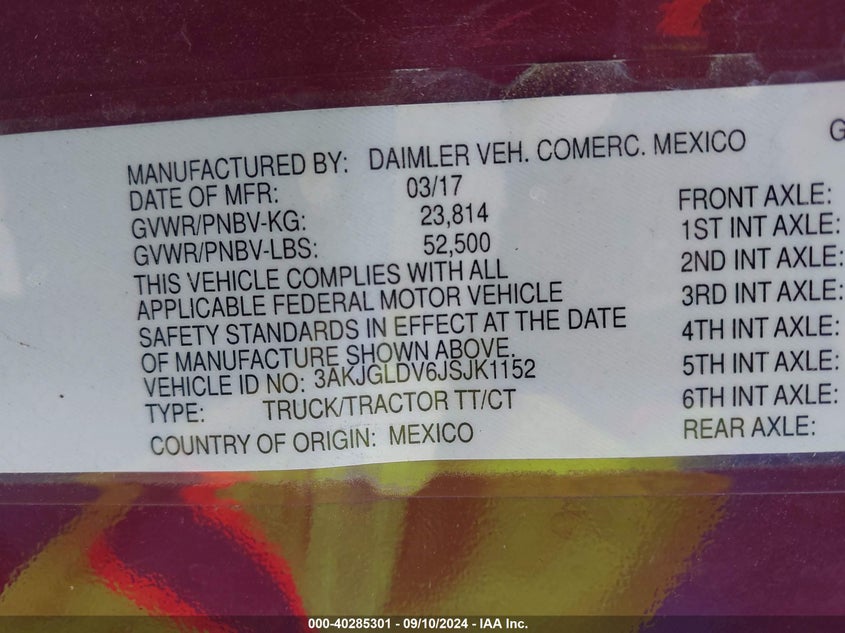 MANUFACTURED BY: DAIMLER VEH. COMERC. MEXICO
DATE OF MFR: 03/17
GVWR/PNBV-KG: 23,814
GVWR/PNBV-LBS: 52,500
THIS VEHICLE COMPLIES WITH ALL
APPLICABLE FEDERAL MOTOR VEHICLE
SAFETY STANDARDS IN EFFECT AT THE DATE
OF MANUFACTURE SHOWN ABOVE.
VEHICLE ID NO: 3AKJGLDV6JSJK1152
TYPE: TRUCK/TRACTOR TT/CT
COUNTRY OF ORIGIN: MEXICO
G
FRONT AXLE:
1ST INT AXLE:
2ND INT AXLE:
3RD INT AXLE:
4TH INT AXLE:
5TH INT AXLE:
6TH INT AXLE:
REAR AXLE:
000-40285301 - 09/10/2024 - IAA Inc.